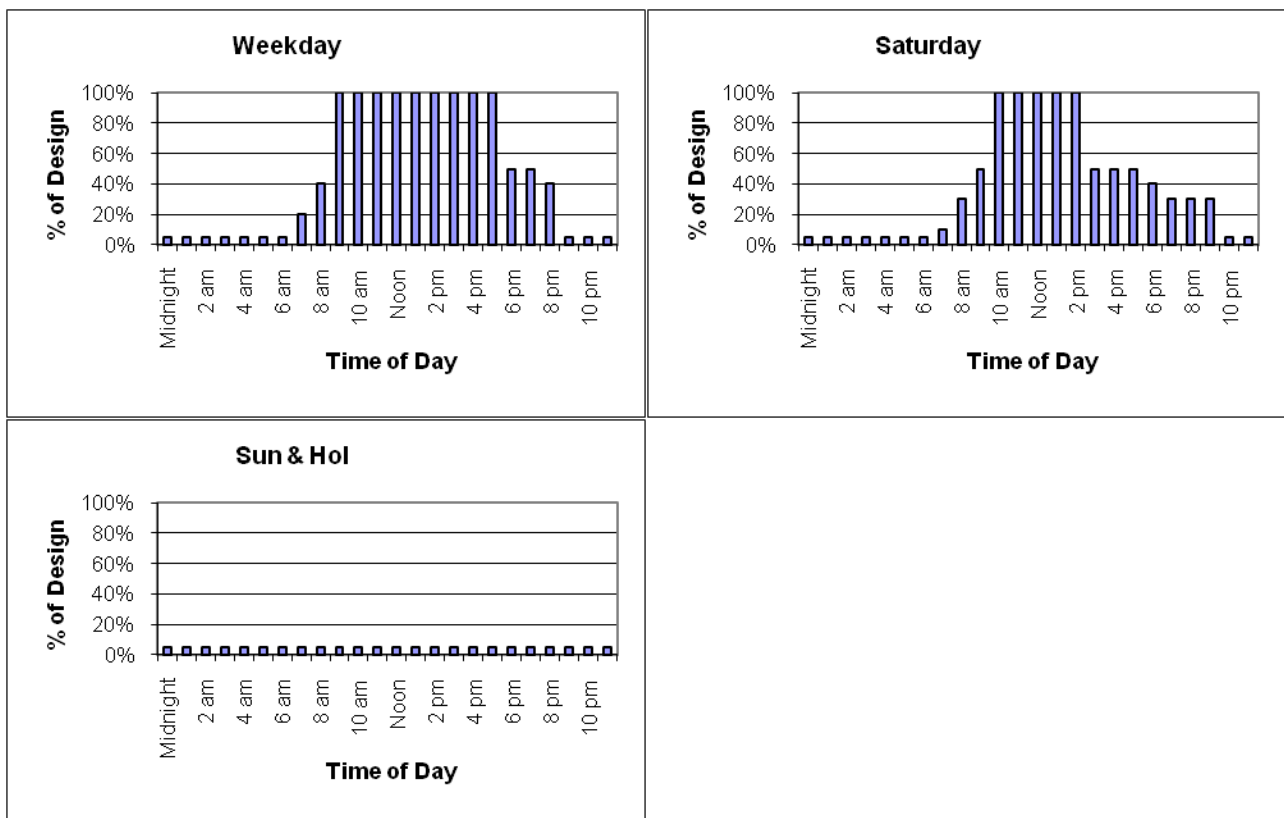 Weekday
% of Design
100%
80%
60%
40%
20%
0%
Midnight
2 am
4 am
6 am
8 am
10 am
Noon
2 pm
4 pm
6 pm
8 pm
10 pm
Time of Day
Saturday
% of Design
100%
80%
60%
40%
20%
0%
Midnight
2 am
4 am
6 am
8 am
10 am
Noon
2 pm
4 pm
6 pm
8 pm
10 pm
Time of Day
Sun & Hol
% of Design
100%
80%
60%
40%
20%
0%
Midnight
2 am
4 am
6 am
8 am
10 am
Noon
2 pm
4 pm
6 pm
8 pm
10 pm
Time of Day